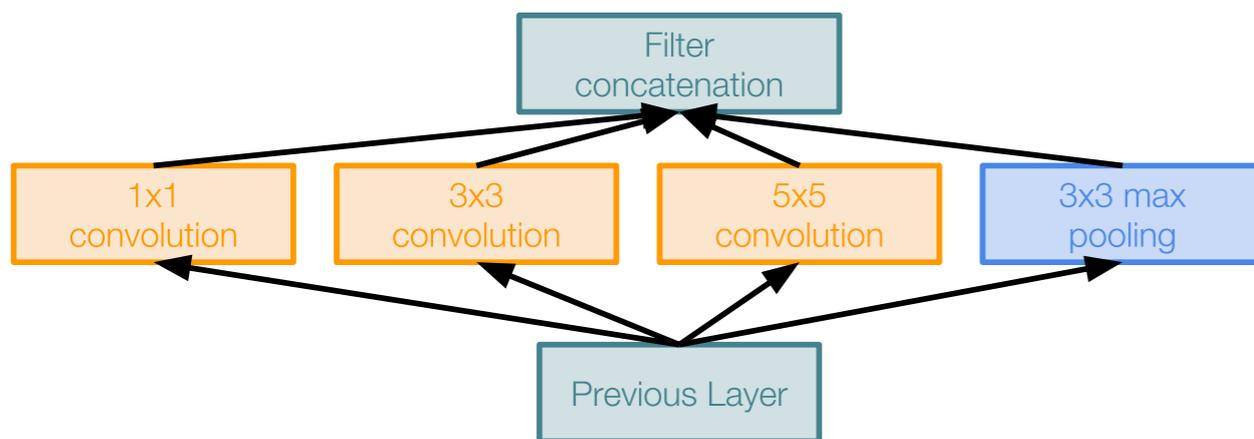 Filter
concatenation
1x1
convolution
3x3
convolution
5x5
convolution
3x3 max
pooling
Previous Layer